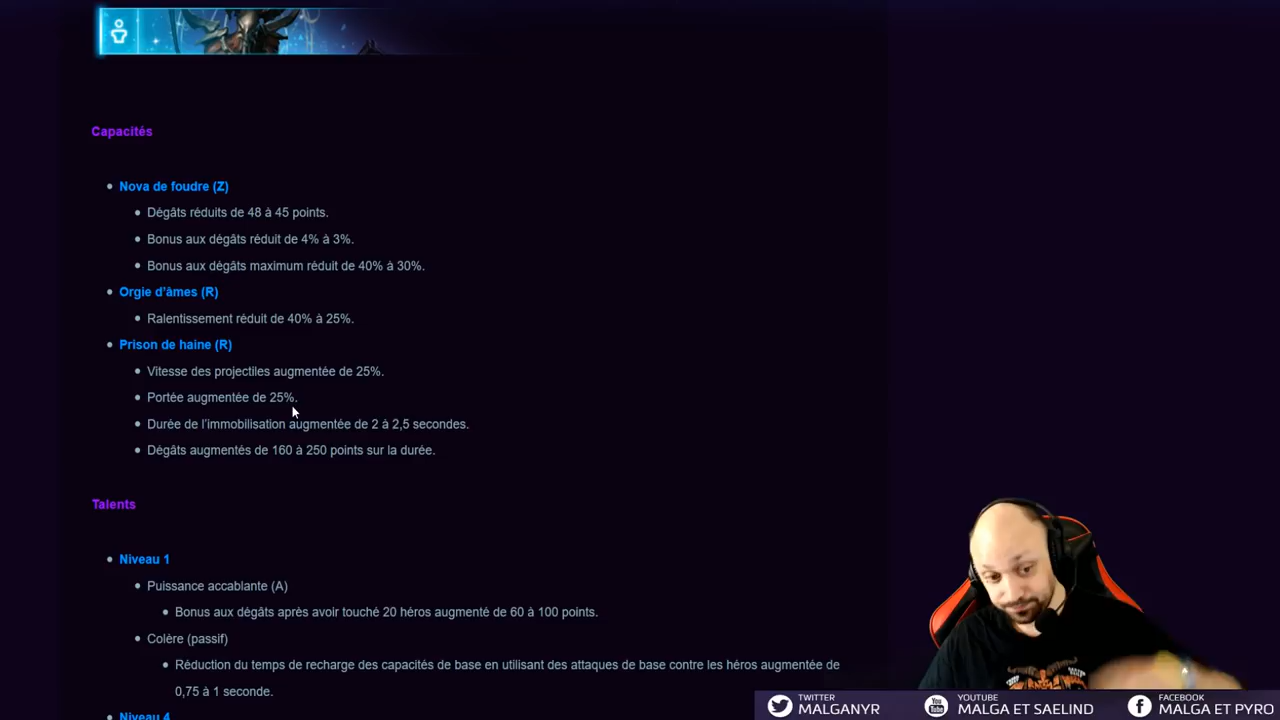 Capacités
Nova de foudre (Z)
Dégâts réduits de 48 à 45 points.
Bonus aux dégâts réduit de 4% à 3%.
Bonus aux dégâts maximum réduit de 40% à 30%.
Orgie d'âmes (R)
Ralentissement réduit de 40% à 25%.
Prison de haine (R)
Vitesse des projectiles augmentée de 25%.
Portée augmentée de 25%.
Durée de l'immobilisation augmentée de 2 à 2,5 secondes.
Dégâts augmentés de 160 à 250 points sur la durée.
Talents
Niveau 1
Puissance accablante (A)
Bonus aux dégâts après avoir touché 20 héros augmenté de 60 à 100 points.
Colère (passif)
Réduction du temps de recharge des capacités de base en utilisant des attaques de base contre les héros augmentée de
0,75 à 1 seconde.
Niveau 4
TWITTER
MALGANYR
YOUTUBE
MALGA ET SAELIND
FACEBOOK
MALGA ET PYRO